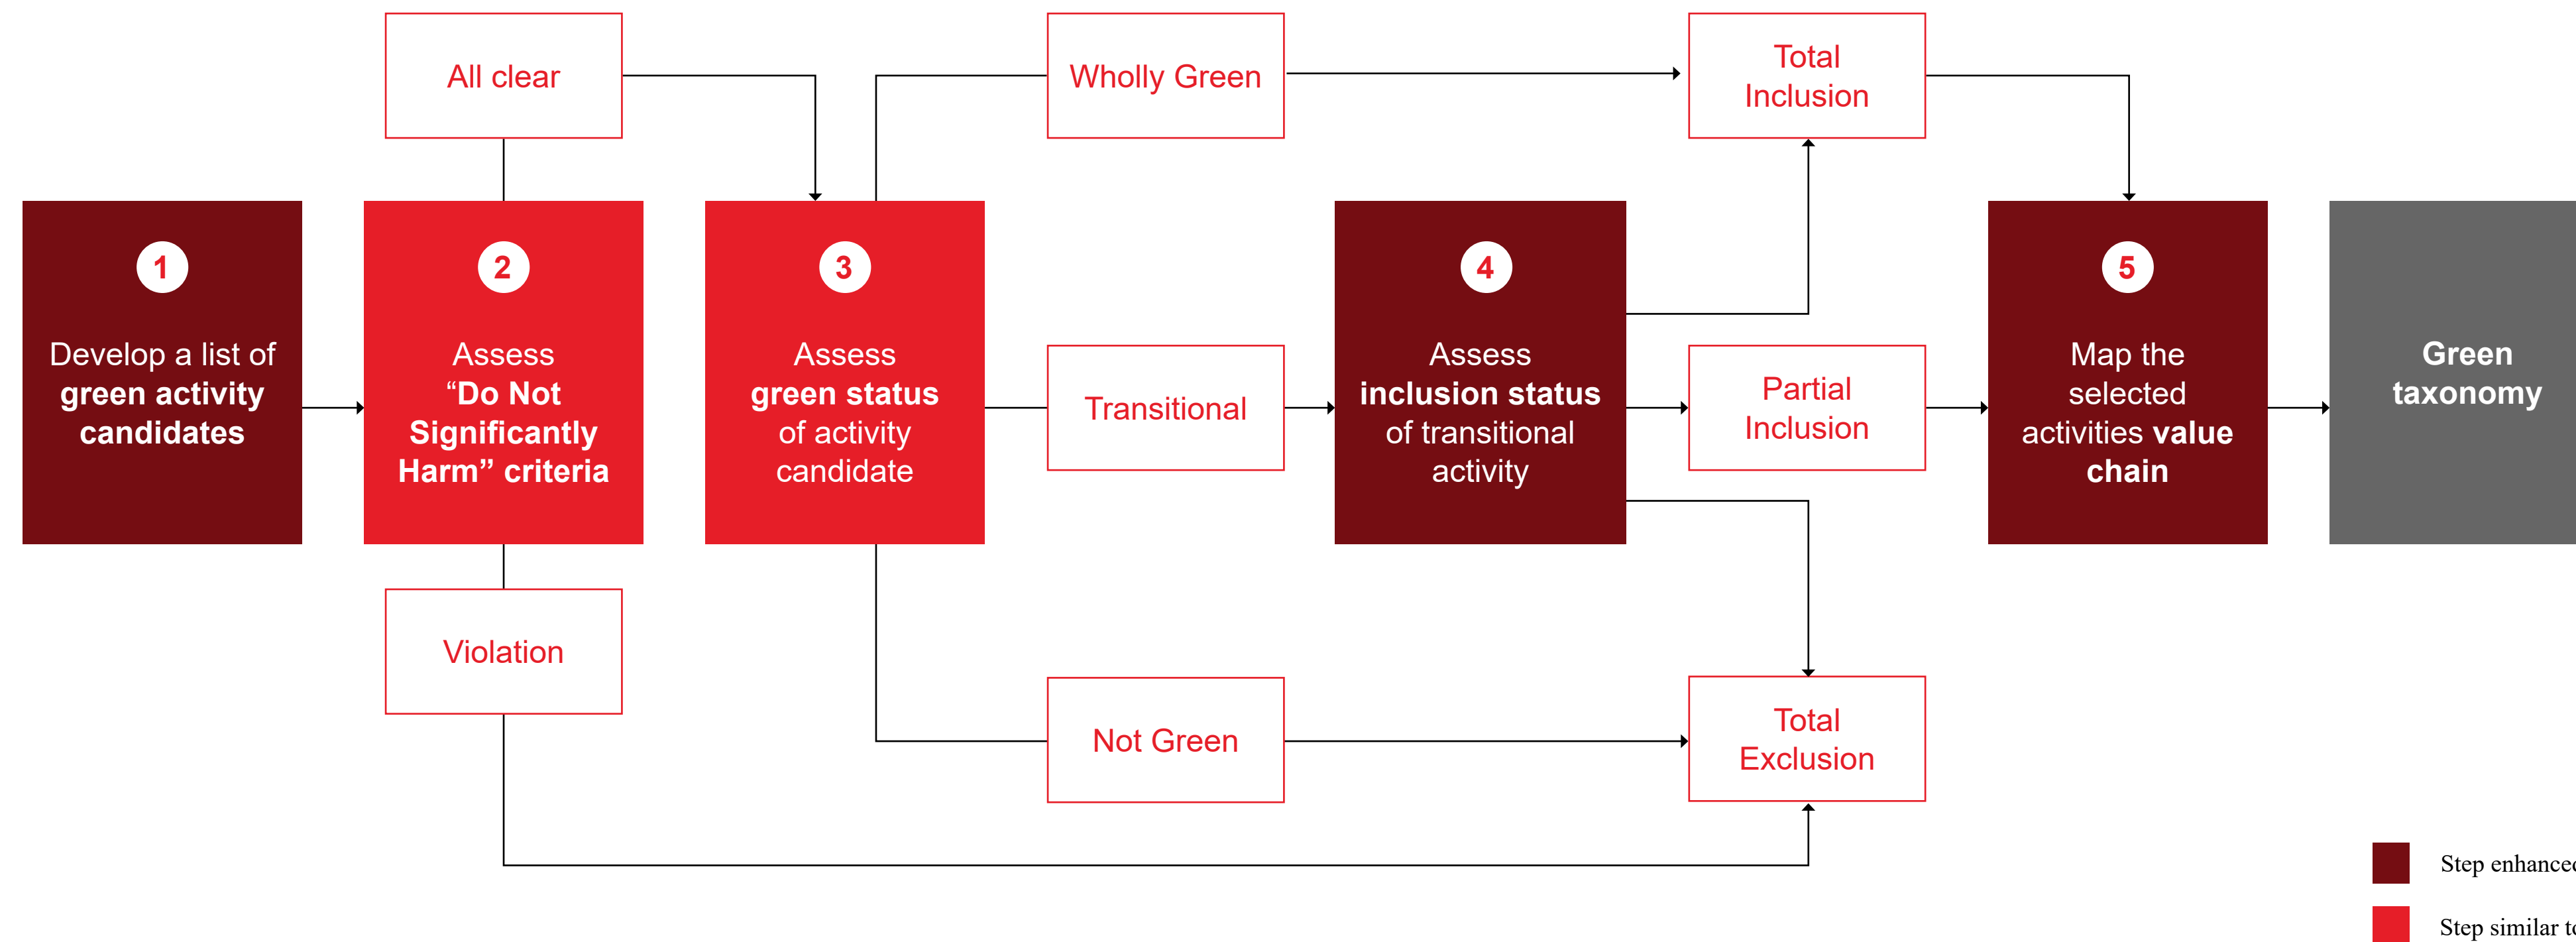 All clear
Wholly Green
Total
Inclusion
1
Develop a list of
green activity
candidates
2
Assess
“Do Not
Significantly
Harm” criteria
3
Assess
green status
of activity
candidate
Transitional
4
Assess
inclusion status
of transitional
activity
Partial
Inclusion
5
Map the
selected
activities value
chain
Green
taxonomy
Violation
Not Green
Total
Exclusion
Step enhanced
Step similar to